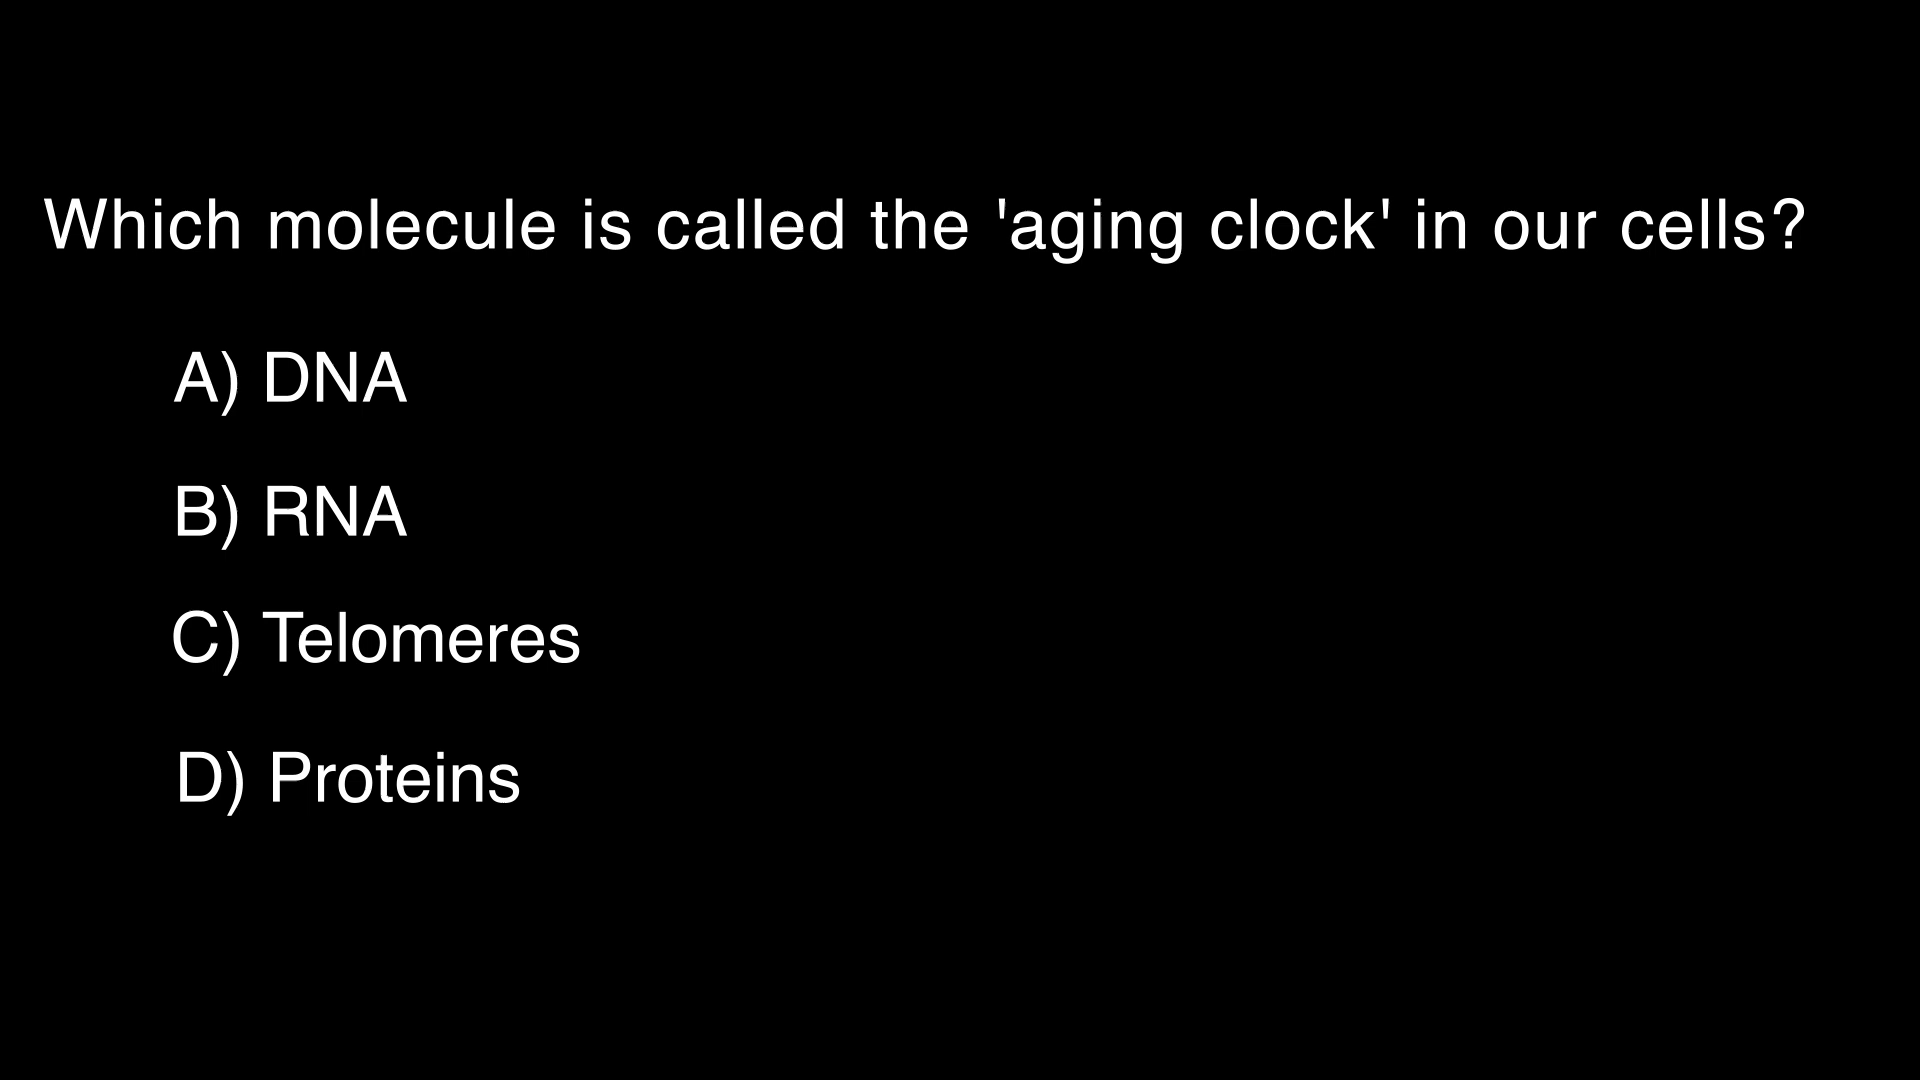 Which molecule is called the 'aging clock' in our cells?
A) DNA
B) RNA
C) Telomeres
D) Proteins